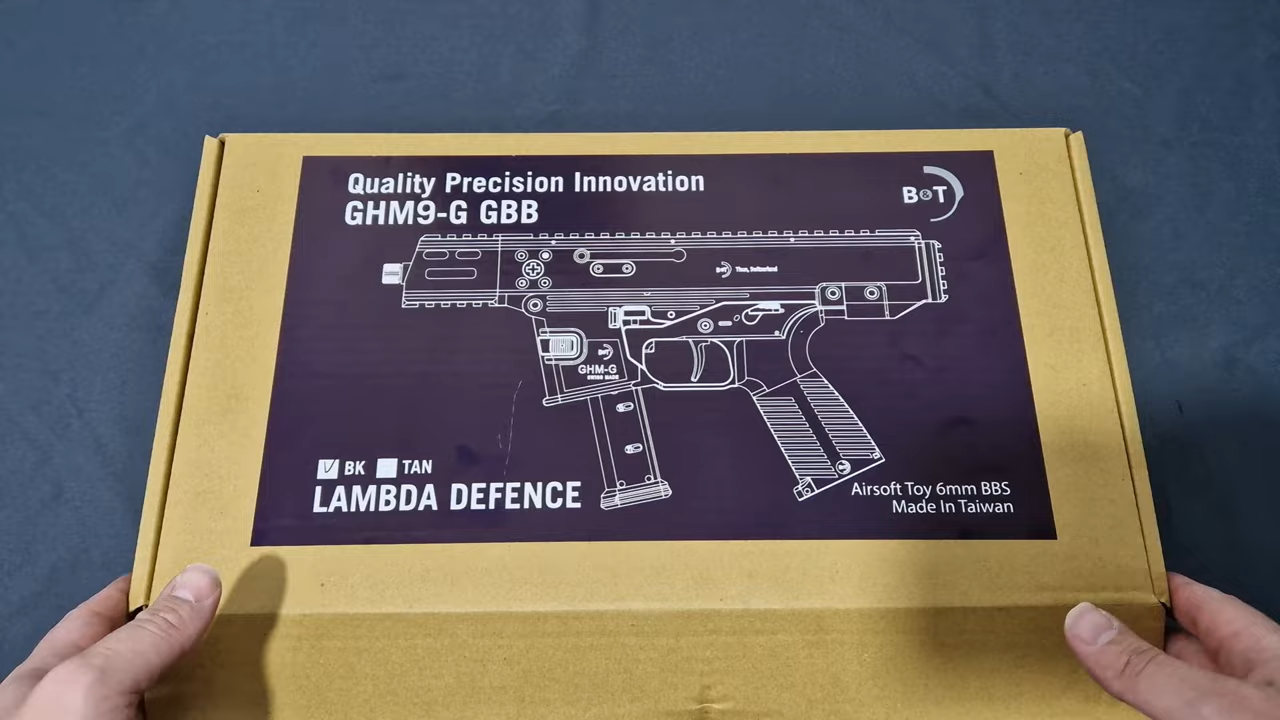 Quality Precision Innovation
GHM9-G GBB
B&T
B&T Thun, Switzerland
B&T
GHM-G
SWISS MADE
BK TAN
LAMBDA DEFENCE
Airsoft Toy 6mm BBS
Made In Taiwan